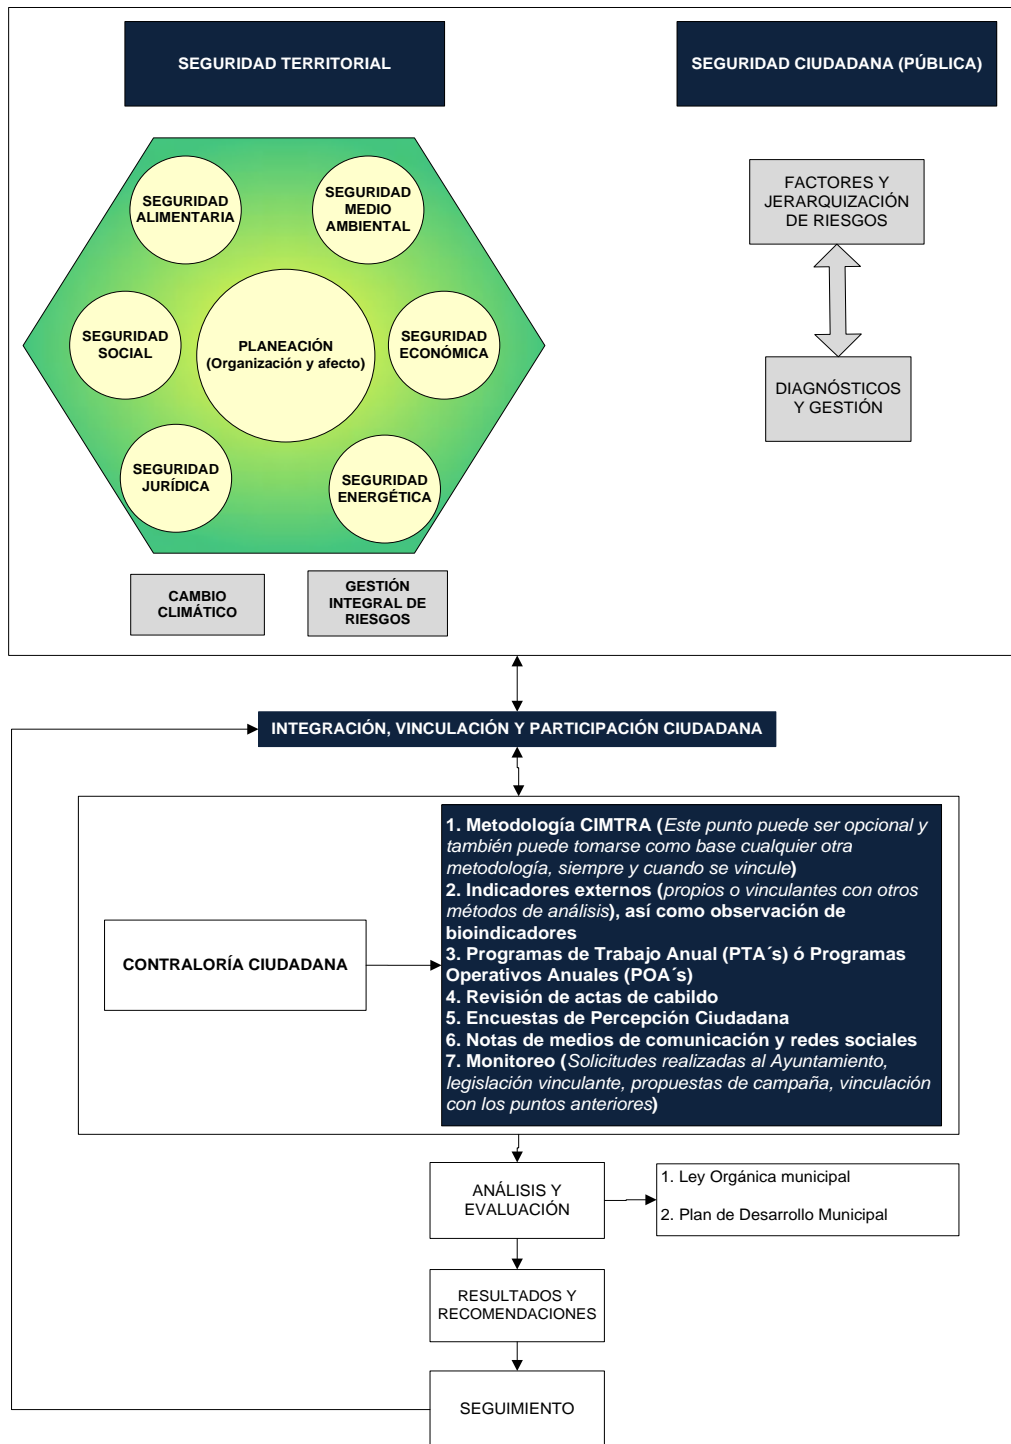 SEGURIDAD TERRITORIAL
SEGURIDAD CIUDADANA (PÚBLICA)
SEGURIDAD
ALIMENTARIA
SEGURIDAD
MEDIO
AMBIENTAL
SEGURIDAD
SOCIAL
PLANEACIÓN
(Organización y afecto)
SEGURIDAD
ECONÓMICA
SEGURIDAD
JURÍDICA
SEGURIDAD
ENERGÉTICA
CAMBIO
CLIMÁTICO
GESTIÓN
INTEGRAL DE
RIESGOS
FACTORES Y
JERARQUIZACIÓN
DE RIESGOS
DIAGNÓSTICOS
Y GESTIÓN
INTEGRACIÓN, VINCULACIÓN Y PARTICIPACIÓN CIUDADANA
CONTRALORÍA CIUDADANA
1. Metodología CIMTRA (Este punto puede ser opcional y
también puede tomarse como base cualquier otra
metodología, siempre y cuando se vincule)
2. Indicadores externos (propios o vinculantes con otros
métodos de análisis), así como observación de
bioindicadores
3. Programas de Trabajo Anual (PTA´s) ó Programas
Operativos Anuales (POA´s)
4. Revisión de actas de cabildo
5. Encuestas de Percepción Ciudadana
6. Notas de medios de comunicación y redes sociales
7. Monitoreo (Solicitudes realizadas al Ayuntamiento,
legislación vinculante, propuestas de campaña, vinculación
con los puntos anteriores)
ANÁLISIS Y
EVALUACIÓN
1. Ley Orgánica municipal
2. Plan de Desarrollo Municipal
RESULTADOS Y
RECOMENDACIONES
SEGUIMIENTO